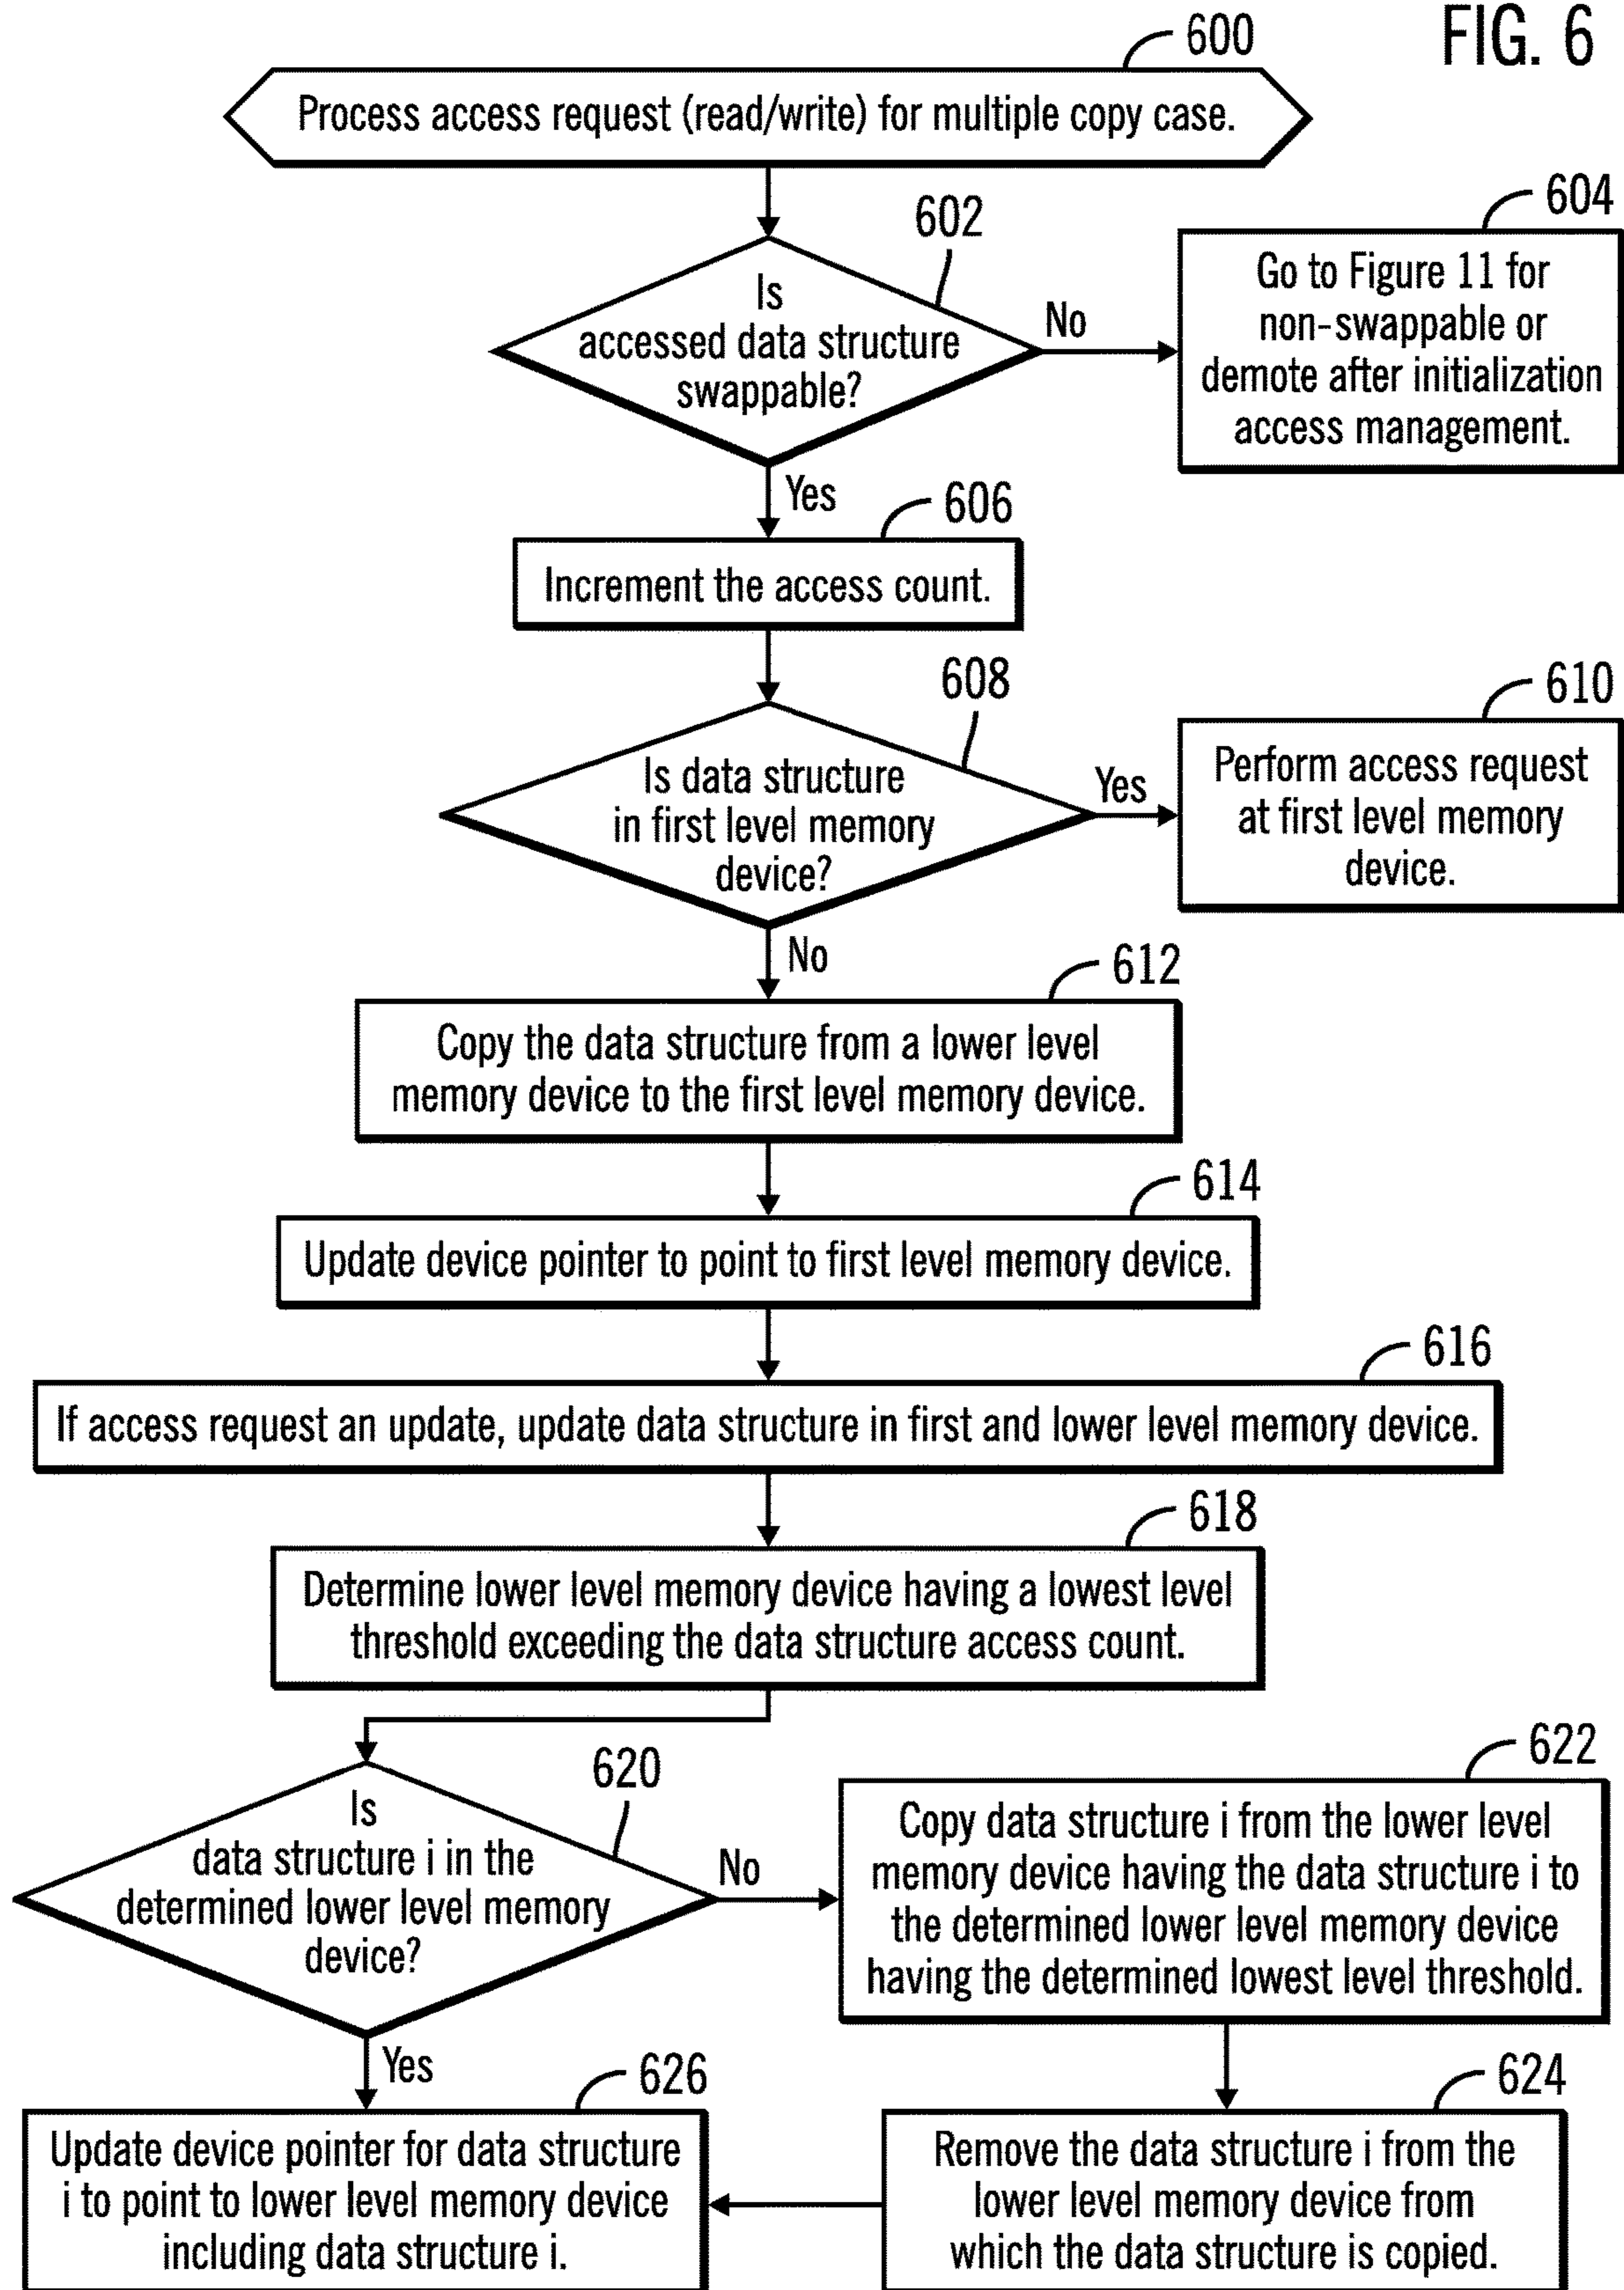 FIG. 6
600
Process access request (read/write) for multiple copy case.
602
Is
accessed data structure
swappable?
No
604
Go to Figure 11 for
non-swappable or
demote after initialization
access management.
Yes
606
Increment the access count.
608
Is data structure
in first level memory
device?
Yes
610
Perform access request
at first level memory
device.
No
612
Copy the data structure from a lower level
memory device to the first level memory device.
614
Update device pointer to point to first level memory device.
616
If access request an update, update data structure in first and lower level memory device.
618
Determine lower level memory device having a lowest level
threshold exceeding the data structure access count.
620
Is
data structure i in the
determined lower level memory
device?
No
622
Copy data structure i from the lower level
memory device having the data structure i to
the determined lower level memory device
having the determined lowest level threshold.
Yes
626
Update device pointer for data structure
i to point to lower level memory device
including data structure i.
624
Remove the data structure i from the
lower level memory device from
which the data structure is copied.